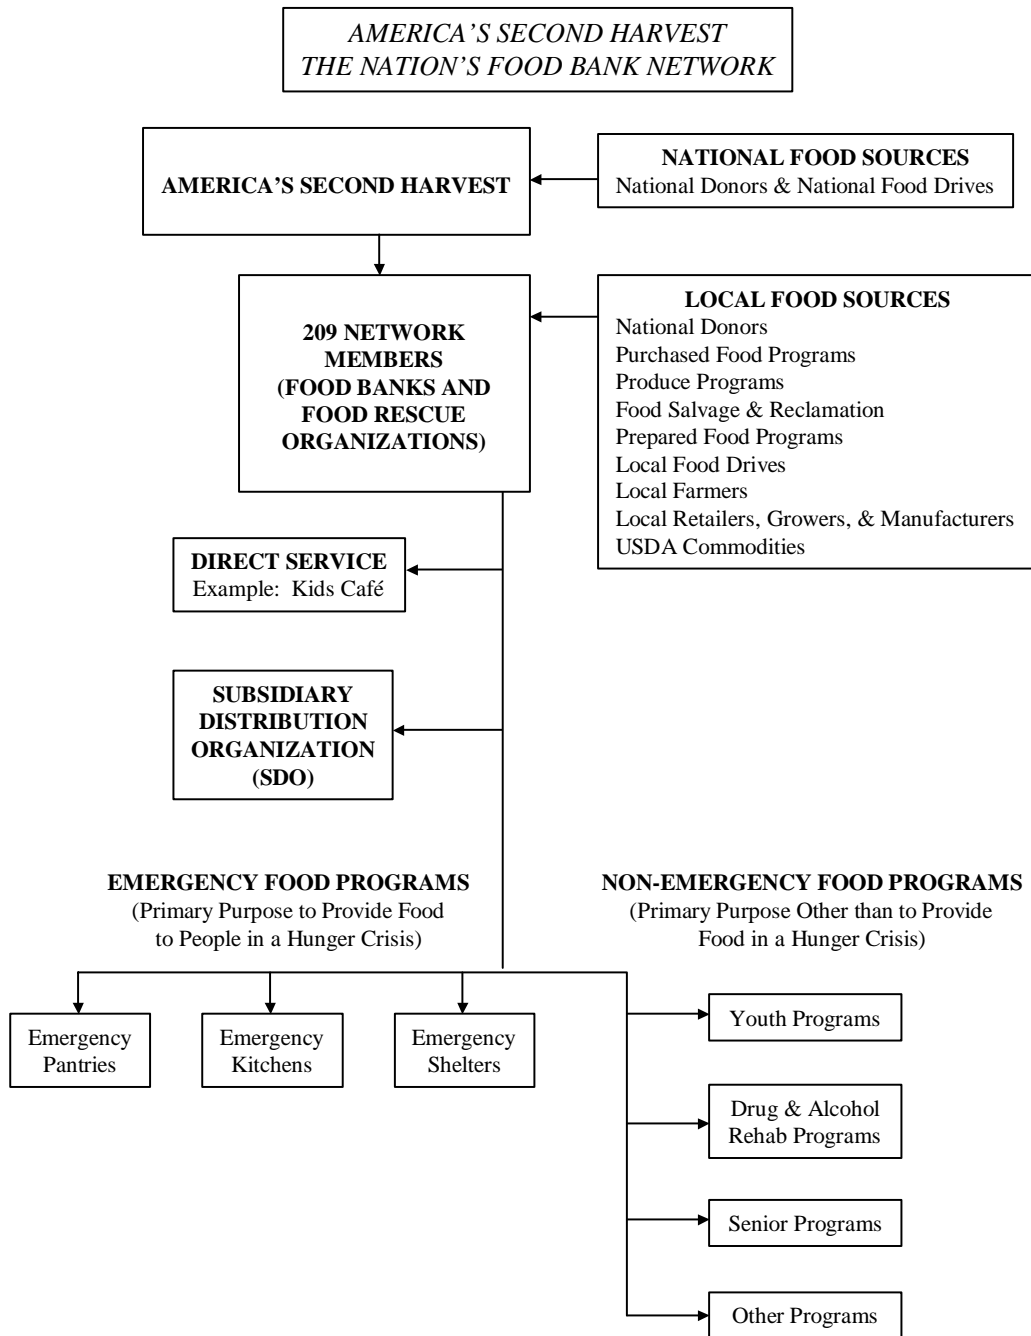 AMERICA’S SECOND HARVEST
THE NATION’S FOOD BANK NETWORK
AMERICA’S SECOND HARVEST
NATIONAL FOOD SOURCES
National Donors & National Food Drives
209 NETWORK
MEMBERS
(FOOD BANKS AND
FOOD RESCUE
ORGANIZATIONS)
LOCAL FOOD SOURCES
National Donors
Purchased Food Programs
Produce Programs
Food Salvage & Reclamation
Prepared Food Programs
Local Food Drives
Local Farmers
Local Retailers, Growers, & Manufacturers
USDA Commodities
DIRECT SERVICE
Example:  Kids Café
SUBSIDIARY
DISTRIBUTION
ORGANIZATION
(SDO)
EMERGENCY FOOD PROGRAMS
(Primary Purpose to Provide Food
to People in a Hunger Crisis)
NON-EMERGENCY FOOD PROGRAMS
(Primary Purpose Other than to Provide
Food in a Hunger Crisis)
Emergency
Pantries
Emergency
Kitchens
Emergency
Shelters
Youth Programs
Drug & Alcohol
Rehab Programs
Senior Programs
Other Programs